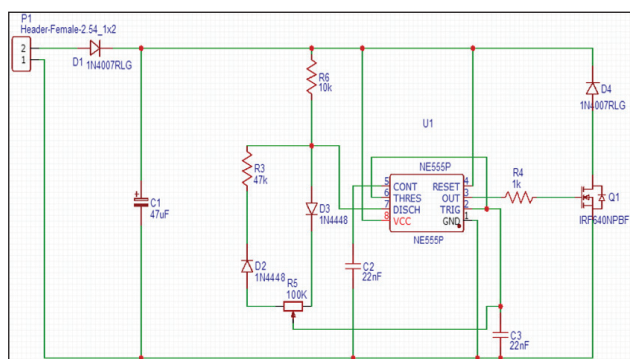 P1
Header-Female-2.54_1x2
2
1
D1
1N4007RLG
R6
10k
D4
1N4007RLG
U1
NE555P
R3
47k
5 CONT RESET 4
6 THRES OUT 3
7 DISCH TRIG 2
8 VCC GND 1
R4
1k
Q1
IRF640NPBF
C1
47uF
D3
1N4448
NE555P
D2
1N4448
R5
100K
C2
22nF
C3
22nF